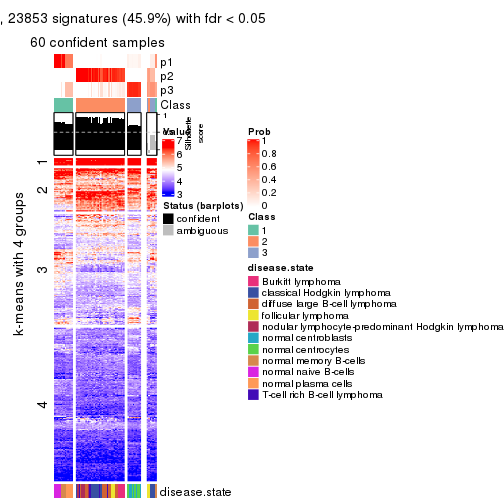 , 23853 signatures (45.9%) with fdr < 0.05
60 confident samples
p1
p2
p3
Class
1
Silhouette
score
Value
7
6
5
4
3
Prob
1
0.8
0.6
0.4
0.2
0
Status (barplots)
confident
ambiguous
Class
1
2
3
disease.state
Burkitt lymphoma
classical Hodgkin lymphoma
diffuse large B-cell lymphoma
follicular lymphoma
nodular lymphocyte-predominant Hodgkin lymphoma
normal centroblasts
normal centrocytes
normal memory B-cells
normal naive B-cells
normal plasma cells
T-cell rich B-cell lymphoma
k-means with 4 groups
1
2
3
4
disease.state